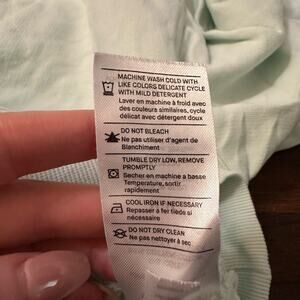 MACHINE WASH COLD WITH
LIKE COLORS DELICATE CYCLE
WITH MILD DETERGENT
Laver en machine à froid avec
des couleurs similaires, cycle
délicat avec détergent doux
DO NOT BLEACH
Ne pas utiliser d'agent de
Blanchiment
TUMBLE DRY LOW, REMOVE
PROMPTLY
Secher en machine a basse
Temperature, sortir
rapidement
COOL IRON IF NECESSARY
Repasser à fer tiède si
nécessaire
DO NOT DRY CLEAN
Ne pas nettoyer à sec